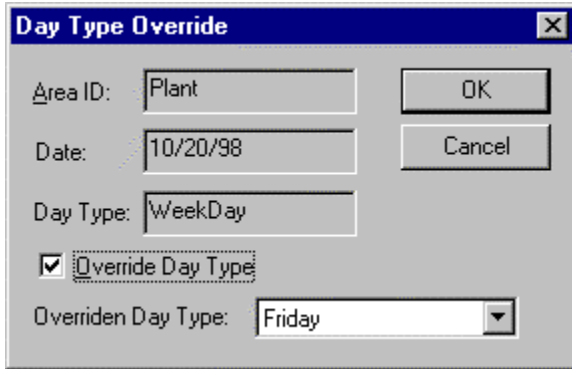 Day Type Override
Area ID: Plant
OK
Date: 10/20/98
Cancel
Day Type: WeekDay
Override Day Type
Overriden Day Type: Friday